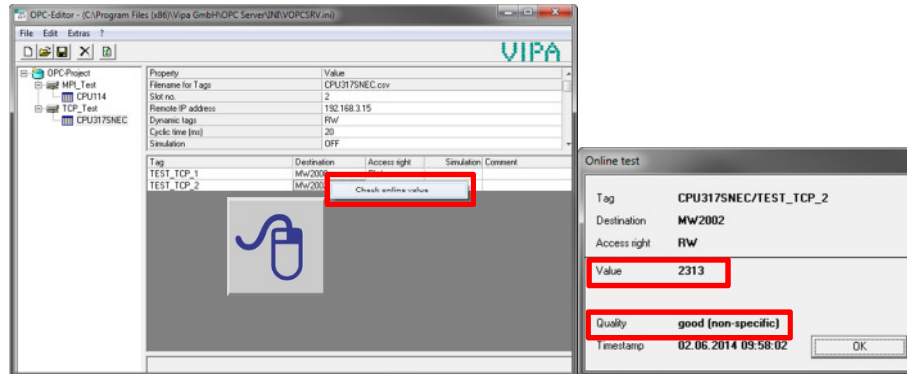 OPC-Editor - (C:\Program Files (x86)\Vipa GmbH\OPC Server\INI\VOPCSRV.ini)
File Edit Extras ?
VIPA
OPC-Project
MPI_Test
CPU114
TCP_Test
CPU317SNEC
Property Value
Filename for Tags CPU317SNEC.csv
Slot no. 2
Remote IP address 192.168.3.15
Dynamic tags RW
Cyclic time (ms) 20
Simulation OFF
Tag Destination Access right Simulation Comment
TEST_TCP_1 MW2000
TEST_TCP_2 MW2002
Check online value
Online test
Tag CPU317SNEC/TEST_TCP_2
Destination MW2002
Access right RW
Value 2313
Quality good (non-specific)
Timestamp 02.06.2014 09:58:02 OK